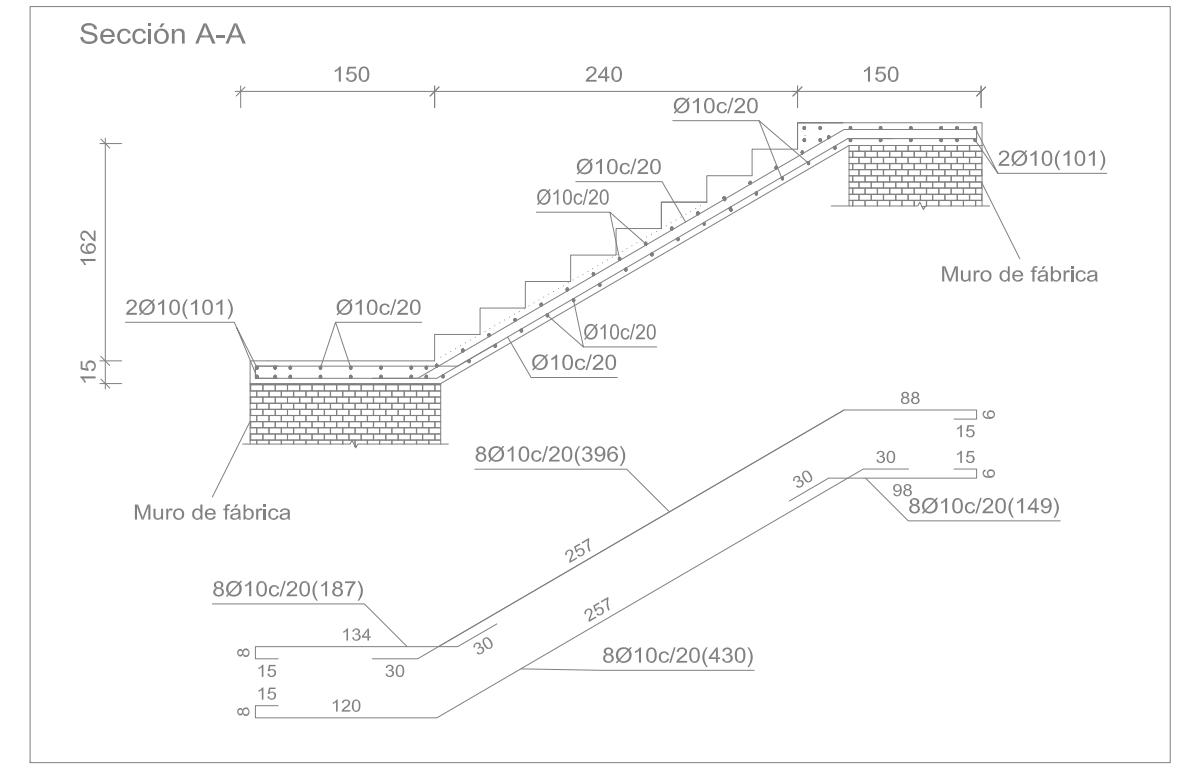 Sección A-A
150
240
150
Ø10c/20
Ø10c/20
2Ø10(101)
Ø10c/20
162
Muro de fábrica
2Ø10(101)
Ø10c/20
Ø10c/20
15
Ø10c/20
88
6
15
8Ø10c/20(396)
30
15
30
6
98
8Ø10c/20(149)
Muro de fábrica
257
8Ø10c/20(187)
257
134
30
8
15
30
8Ø10c/20(430)
15
8
120